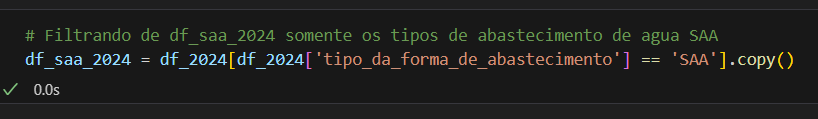 # Filtrando de df_saa_2024 somente os tipos de abastecimento de agua SAA
df_saa_2024 = df_2024[df_2024['tipo_da_forma_de_abastecimento'] == 'SAA'].copy()
0.0s